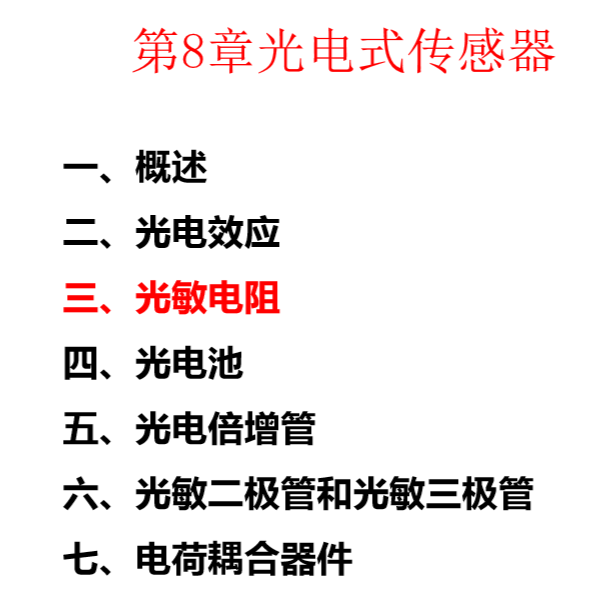 第8章光电式传感器
一、概述
二、光电效应
三、光敏电阻
四、光电池
五、光电倍增管
六、光敏二极管和光敏三极管
七、电荷耦合器件